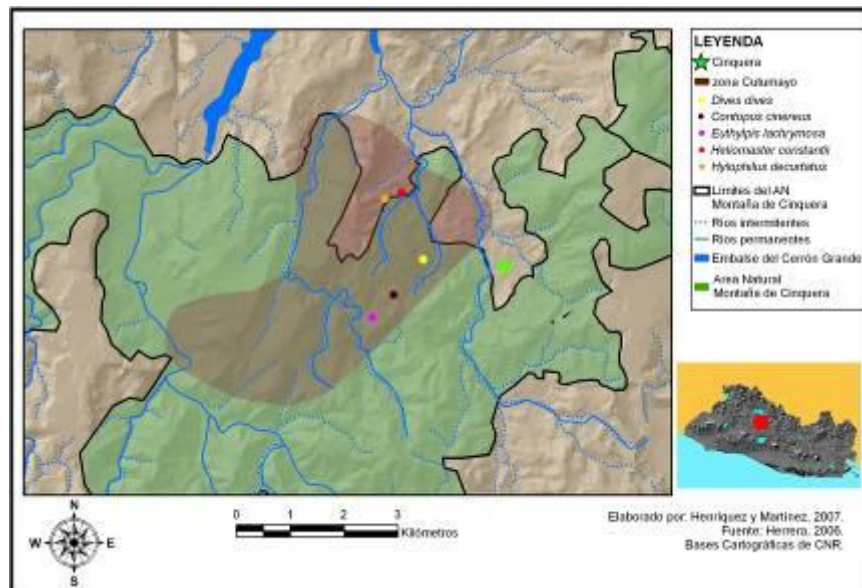 LEYENDA
Cinquera
zona Cutumayo
Dives dives
Contopus cinereus
Euthlypis lachrymosa
Heliomaster constantii
Hylophilus decurtatus
Limites del AN
Montaña de Cinquera
Rios intermitentes
Rios permanentes
Embalse del Cerrón Grande
Area Natural
Montaña de Cinquera
N
W
E
S
0 1 2 3
Kilómetros
Elaborado por: Henríquez y Martínez, 2007.
Fuente: Herrera, 2006.
Bases Cartográficas de CNR.